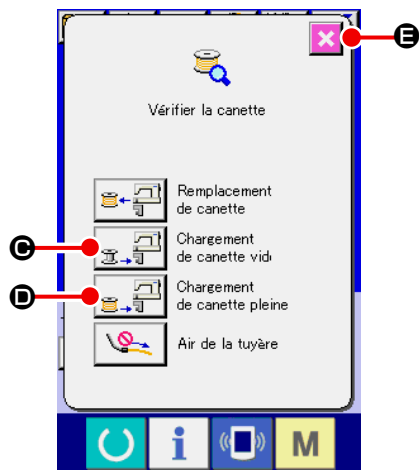 E
Vérifier la canette
Remplacement
de canette
C
Chargement
de canette vid
D
Chargement
de canette pleine
Air de la tuyère
i
M